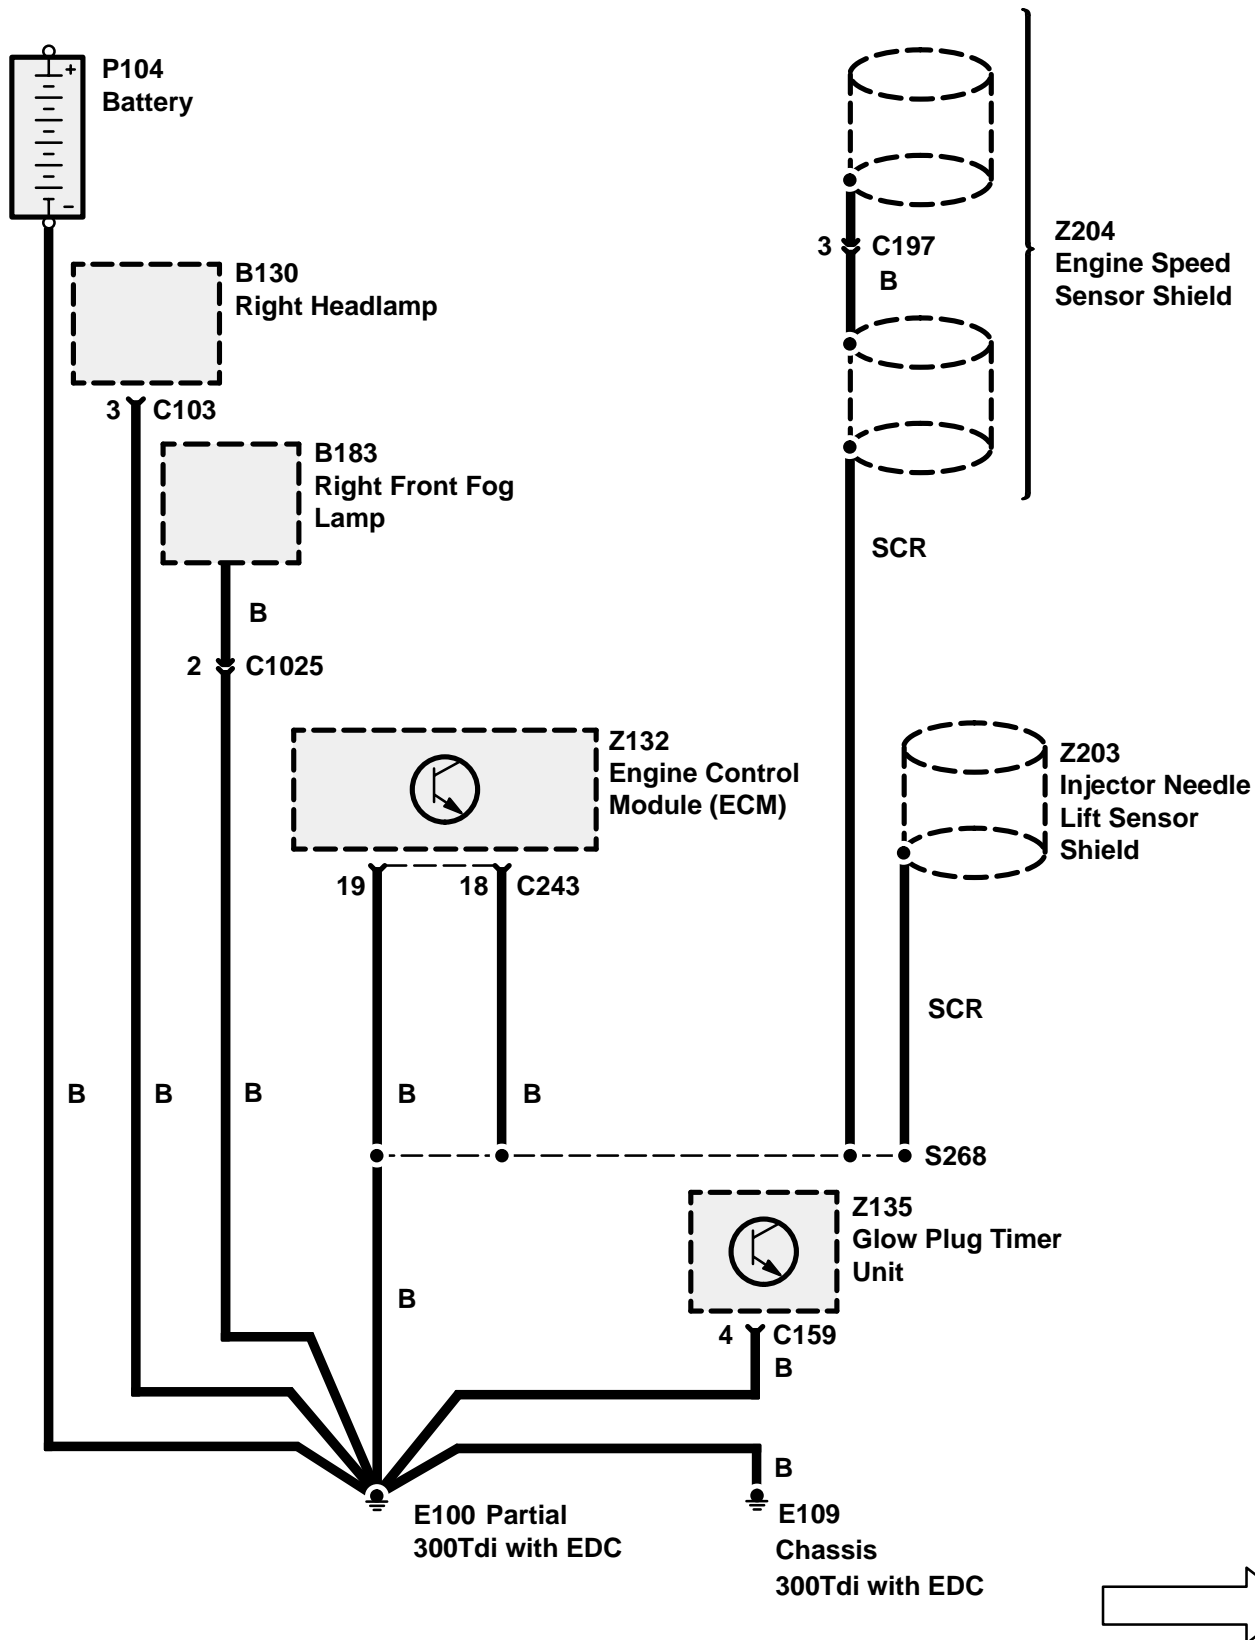 P104
Battery
+
−
B130
Right Headlamp
3 C103
B183
Right Front Fog
Lamp
B
2 C1025
Z204
Engine Speed
Sensor Shield
3 C197
B
SCR
Z132
Engine Control
Module (ECM)
19 18 C243
Z203
Injector Needle
Lift Sensor
Shield
SCR
B B B B B
S268
Z135
Glow Plug Timer
Unit
B
4 C159
B
B
E100 Partial
300Tdi with EDC
E109
Chassis
300Tdi with EDC